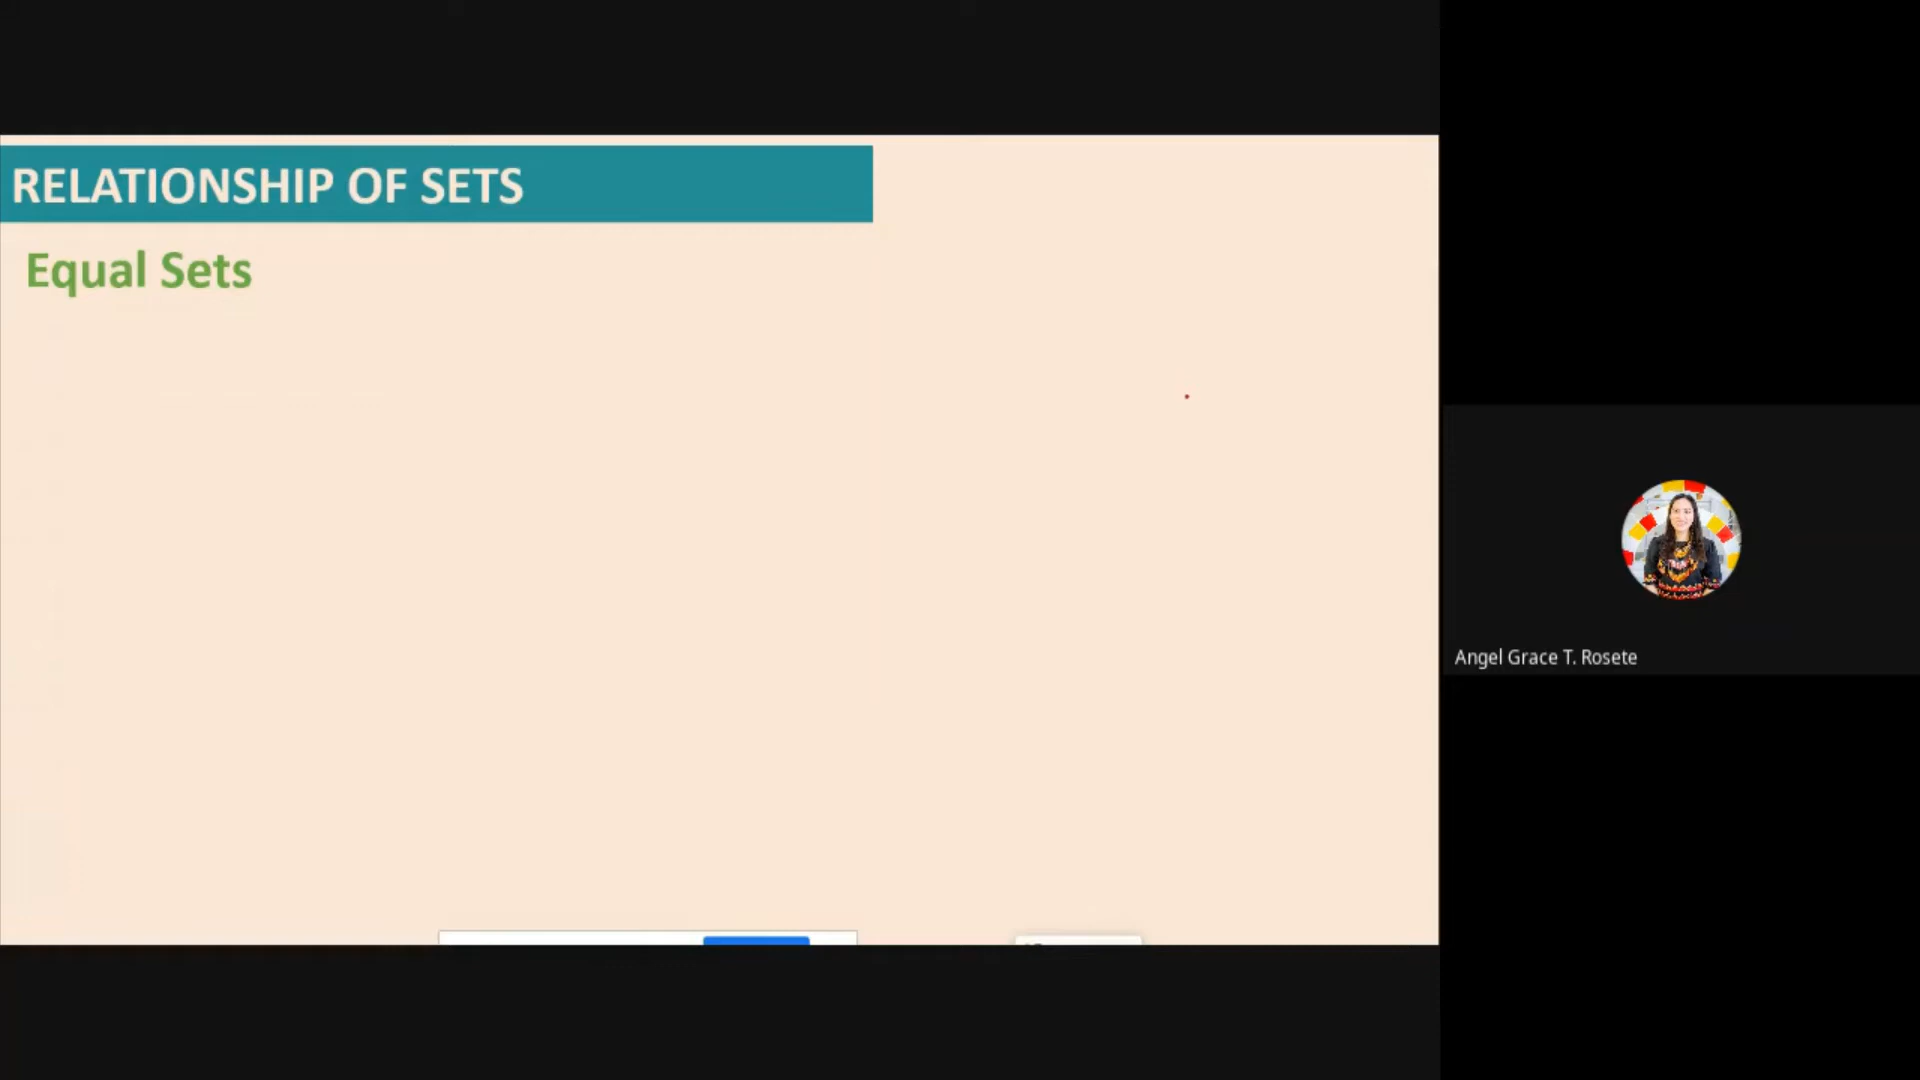 RELATIONSHIP OF SETS
Equal Sets
Angel Grace T. Rosete